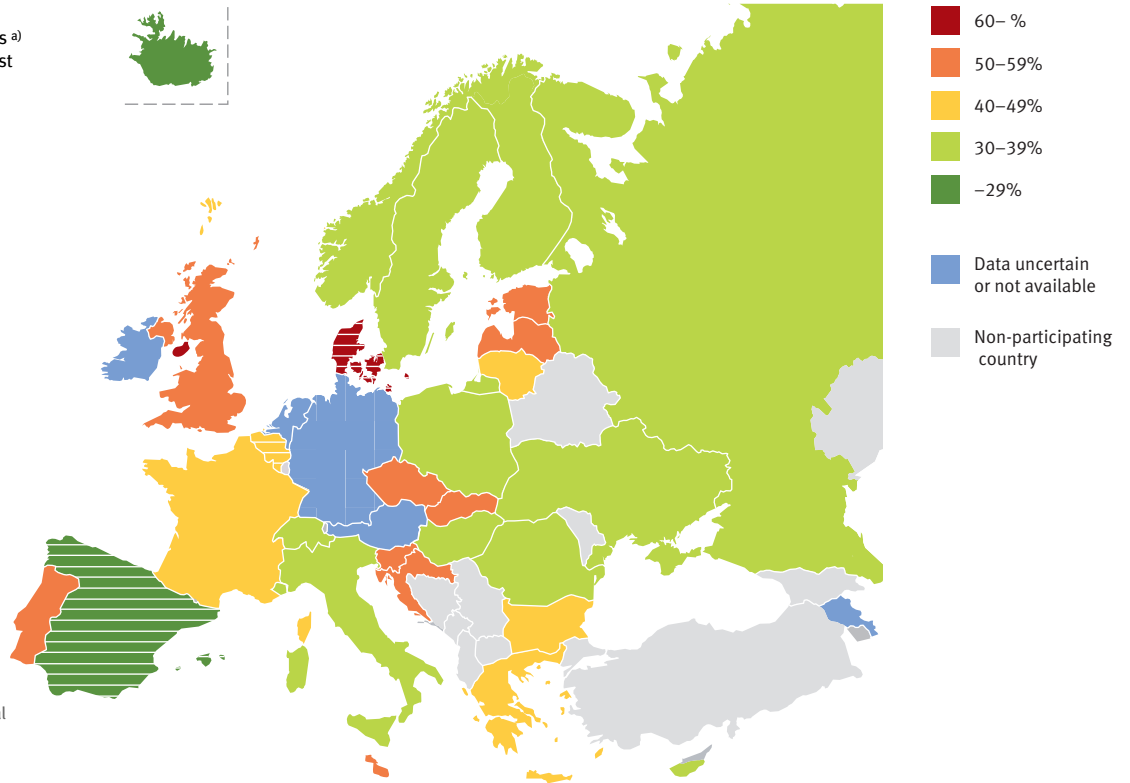 s a)
st
60– %
50–59%
40–49%
30–39%
–29%
Data uncertain
or not available
Non-participating
country
al